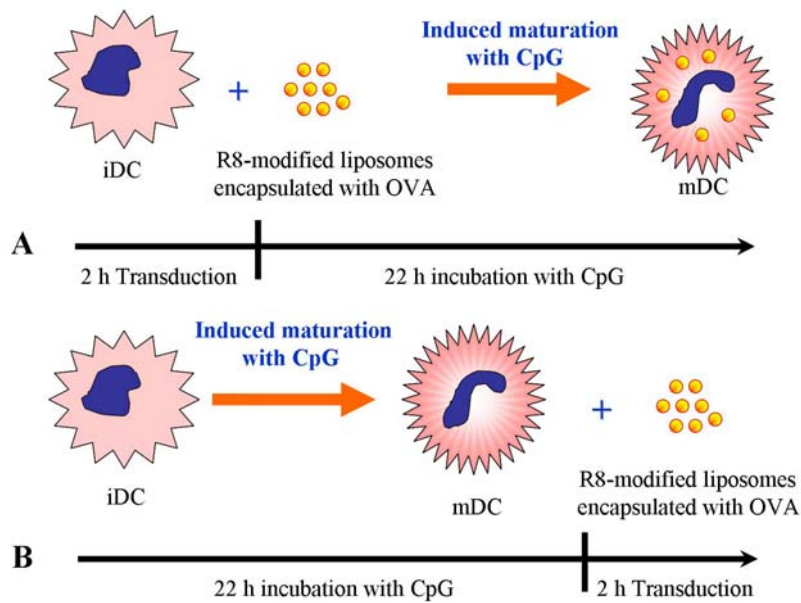 Induced maturation
with CpG
+
iDC
R8-modified liposomes
encapsulated with OVA
mDC
A
2 h Transduction
22 h incubation with CpG
Induced maturation
with CpG
+
iDC
mDC
R8-modified liposomes
encapsulated with OVA
B
22 h incubation with CpG
2 h Transduction